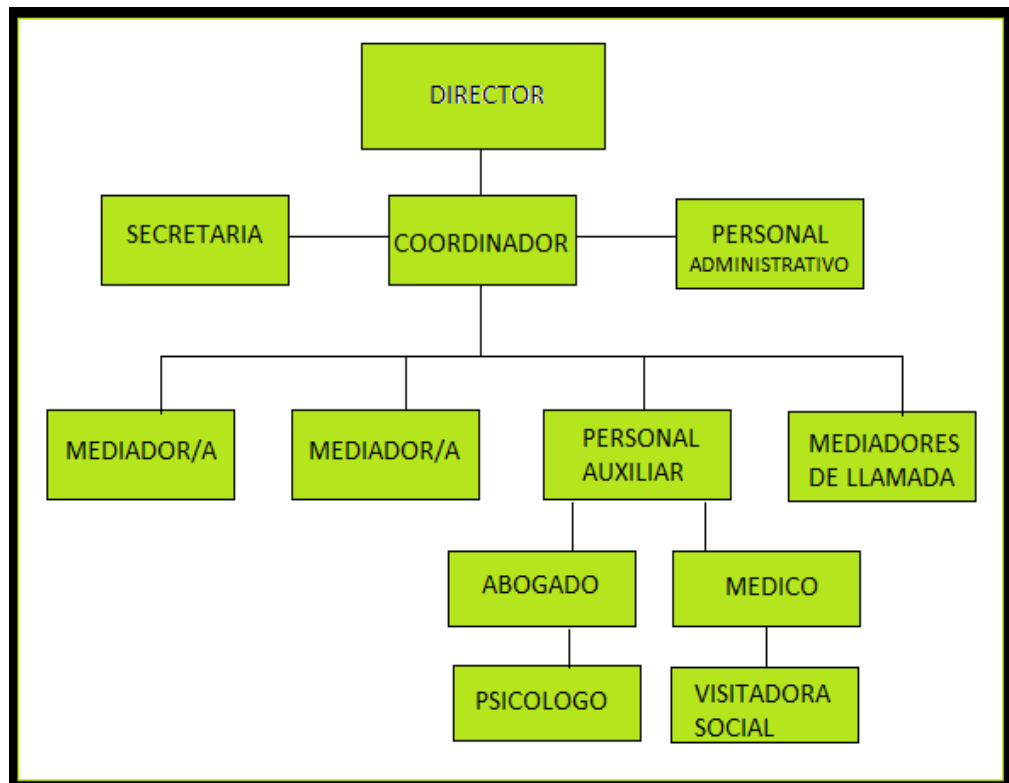 DIRECTOR
SECRETARIA
COORDINADOR
PERSONAL
ADMINISTRATIVO
MEDIADOR/A
MEDIADOR/A
PERSONAL
AUXILIAR
MEDIADORES
DE LLAMADA
ABOGADO
MEDICO
PSICOLOGO
VISITADORA
SOCIAL